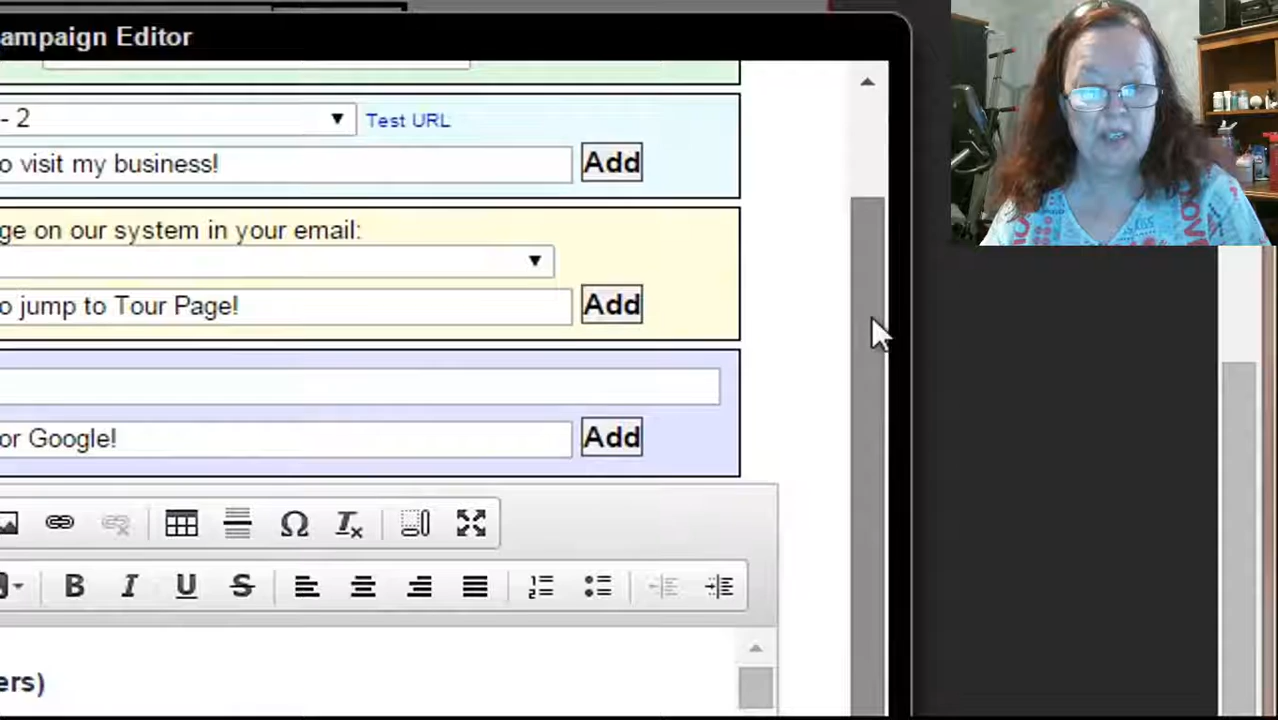 ampaign Editor
- 2
Test URL
o visit my business!
Add
ge on our system in your email:
o jump to Tour Page!
Add
or Google!
Add
B I U S
ers)